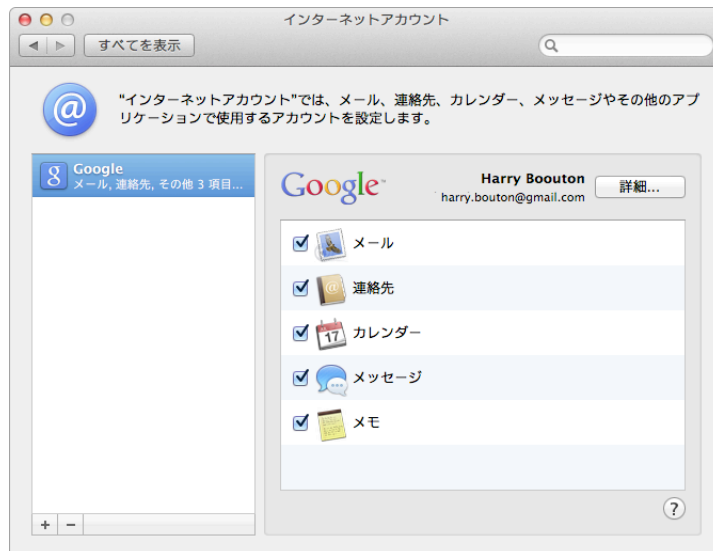 インターネットアカウント
すべてを表示
"インターネットアカウント"では、メール、連絡先、カレンダー、メッセージやその他のアプ
リケーションで使用するアカウントを設定します。
8 Google
メール, 連絡先, その他 3 項目...
Google™
Harry Boouton
harry.bouton@gmail.com
詳細...
メール
連絡先
17 カレンダー
メッセージ
メモ
?
+ −